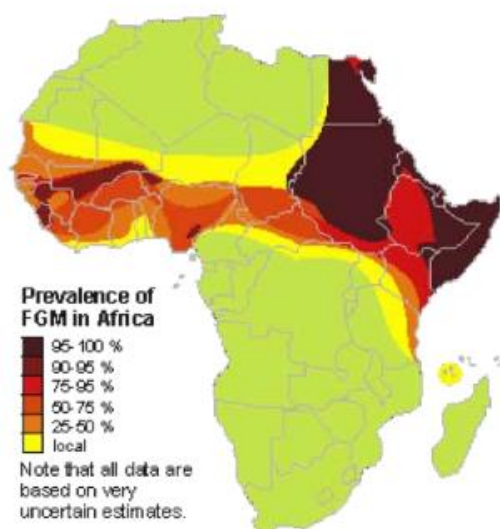 Prevalence of
FGM in Africa
95-100 %
90-95 %
75-95 %
50-75 %
25-50 %
local
Note that all data are
based on very
uncertain estimates.